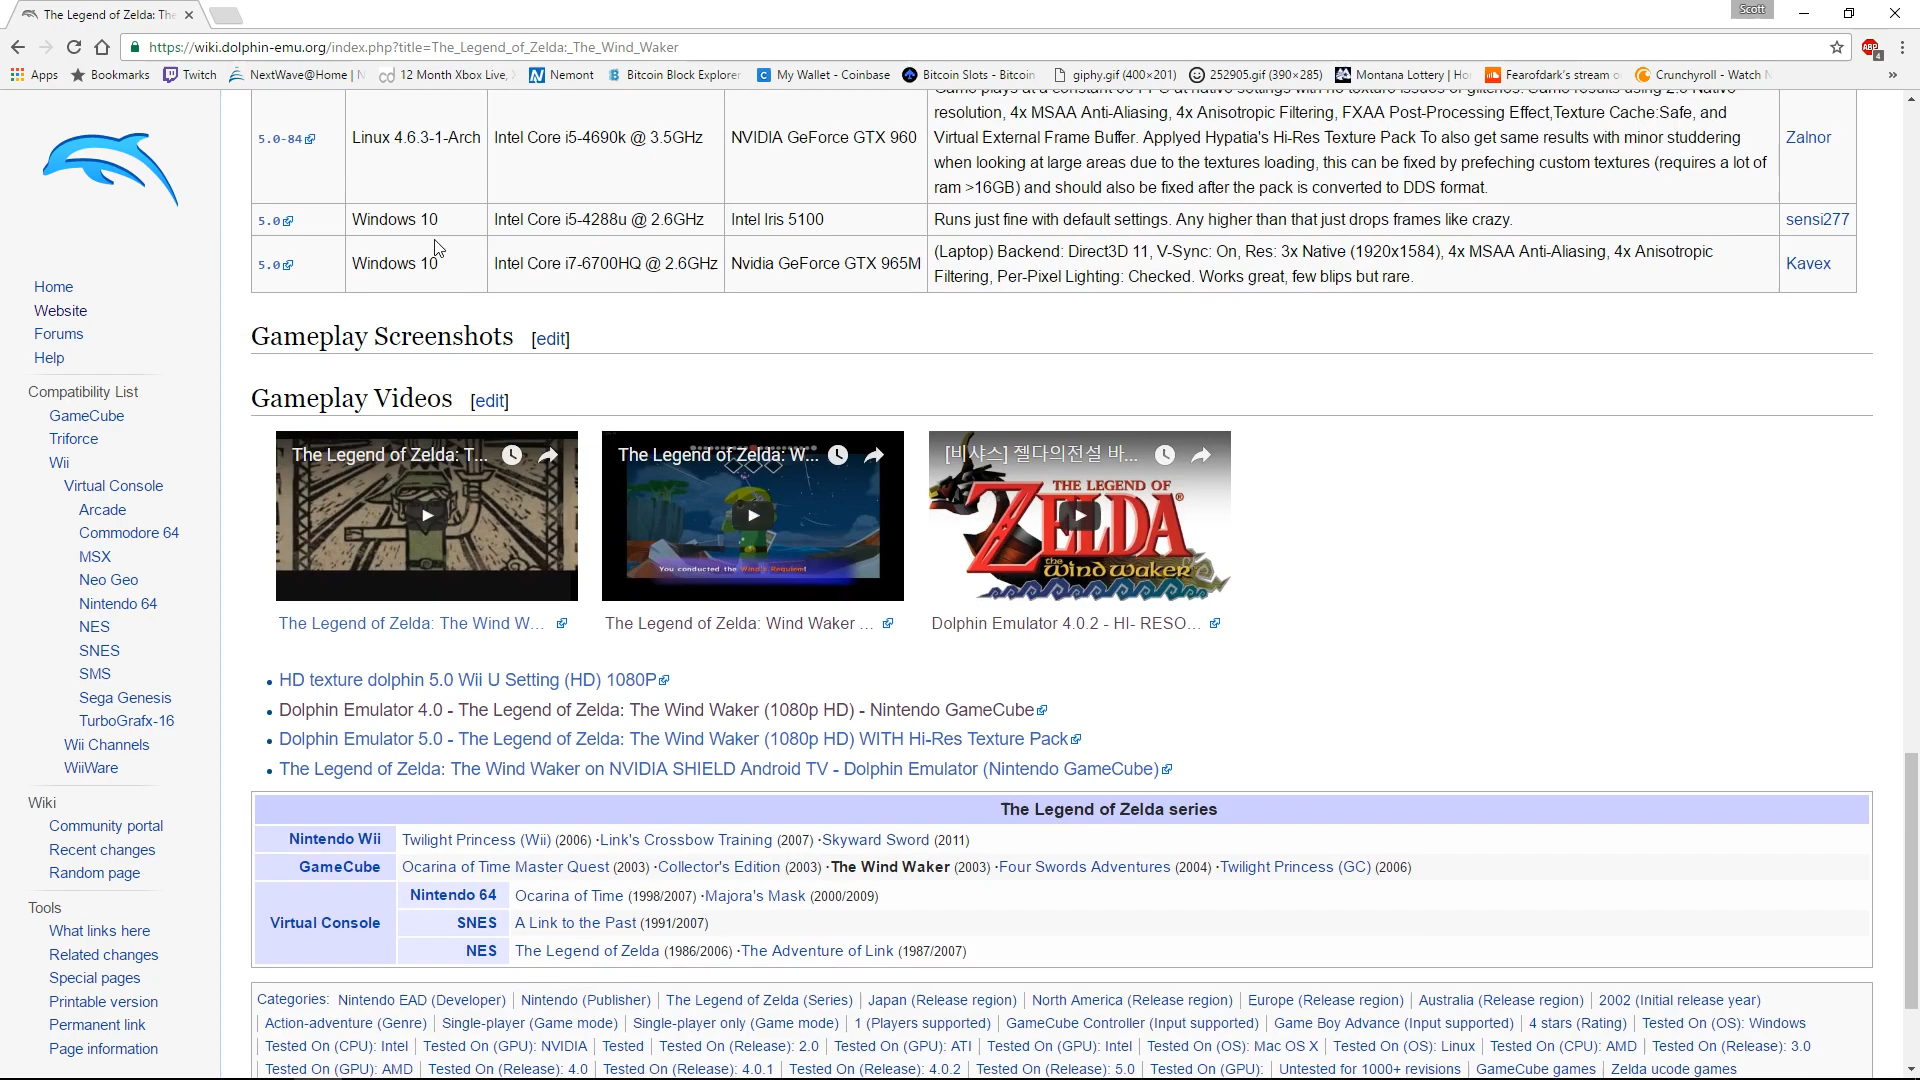 The Legend of Zelda: The
Scott
https://wiki.dolphin-emu.org/index.php?title=The_Legend_of_Zelda:_The_Wind_Waker
ABP
4
Apps
Bookmarks
Twitch
NextWave@Home | N
12 Month Xbox Live,
Nemont
Bitcoin Block Explorer
My Wallet - Coinbase
Bitcoin Slots - Bitcoin
giphy.gif (400×201)
252905.gif (390×285)
Montana Lottery | Ho
Fearofdark's stream o
Crunchyroll - Watch N
»
Home
Website
Forums
Help
Compatibility List
GameCube
Triforce
Wii
Virtual Console
Arcade
Commodore 64
MSX
Neo Geo
Nintendo 64
NES
SNES
SMS
Sega Genesis
TurboGrafx-16
Wii Channels
WiiWare
Wiki
Community portal
Recent changes
Random page
Tools
What links here
Related changes
Special pages
Printable version
Permanent link
Page information
5.0-84 Linux 4.6.3-1-Arch Intel Core i5-4690k @ 3.5GHz NVIDIA GeForce GTX 960
resolution, 4x MSAA Anti-Aliasing, 4x Anisotropic Filtering, FXAA Post-Processing Effect,Texture Cache:Safe, and
Virtual External Frame Buffer. Applyed Hypatia's Hi-Res Texture Pack To also get same results with minor studdering
when looking at large areas due to the textures loading, this can be fixed by prefeching custom textures (requires a lot of
ram >16GB) and should also be fixed after the pack is converted to DDS format.
Zalnor
5.0 Windows 10 Intel Core i5-4288u @ 2.6GHz Intel Iris 5100 Runs just fine with default settings. Any higher than that just drops frames like crazy. sensi277
5.0 Windows 10 Intel Core i7-6700HQ @ 2.6GHz Nvidia GeForce GTX 965M
(Laptop) Backend: Direct3D 11, V-Sync: On, Res: 3x Native (1920x1584), 4x MSAA Anti-Aliasing, 4x Anisotropic
Filtering, Per-Pixel Lighting: Checked. Works great, few blips but rare.
Kavex
Gameplay Screenshots [edit]
Gameplay Videos [edit]
The Legend of Zelda: T...
The Legend of Zelda: W...
You conducted the Wind's Requiem!
[비샤스] 젤다의전설 바...
THE LEGEND OF
ZELDA
the Wind Waker
The Legend of Zelda: The Wind W...
The Legend of Zelda: Wind Waker ...
Dolphin Emulator 4.0.2 - HI- RESO...
• HD texture dolphin 5.0 Wii U Setting (HD) 1080P
• Dolphin Emulator 4.0 - The Legend of Zelda: The Wind Waker (1080p HD) - Nintendo GameCube
• Dolphin Emulator 5.0 - The Legend of Zelda: The Wind Waker (1080p HD) WITH Hi-Res Texture Pack
• The Legend of Zelda: The Wind Waker on NVIDIA SHIELD Android TV - Dolphin Emulator (Nintendo GameCube)
The Legend of Zelda series
Nintendo Wii Twilight Princess (Wii) (2006) · Link's Crossbow Training (2007) · Skyward Sword (2011)
GameCube Ocarina of Time Master Quest (2003) · Collector's Edition (2003) · The Wind Waker (2003) · Four Swords Adventures (2004) · Twilight Princess (GC) (2006)
Virtual Console
Nintendo 64 Ocarina of Time (1998/2007) · Majora's Mask (2000/2009)
SNES A Link to the Past (1991/2007)
NES The Legend of Zelda (1986/2006) · The Adventure of Link (1987/2007)
Categories: Nintendo EAD (Developer) | Nintendo (Publisher) | The Legend of Zelda (Series) | Japan (Release region) | North America (Release region) | Europe (Release region) | Australia (Release region) | 2002 (Initial release year)
| Action-adventure (Genre) | Single-player (Game mode) | Single-player only (Game mode) | 1 (Players supported) | GameCube Controller (Input supported) | Game Boy Advance (Input supported) | 4 stars (Rating) | Tested On (OS): Windows
| Tested On (CPU): Intel | Tested On (GPU): NVIDIA | Tested | Tested On (Release): 2.0 | Tested On (GPU): ATI | Tested On (GPU): Intel | Tested On (OS): Mac OS X | Tested On (OS): Linux | Tested On (CPU): AMD | Tested On (Release): 3.0
| Tested On (GPU): AMD | Tested On (Release): 4.0 | Tested On (Release): 4.0.1 | Tested On (Release): 4.0.2 | Tested On (Release): 5.0 | Tested On (GPU): | Untested for 1000+ revisions | GameCube games | Zelda ucode games